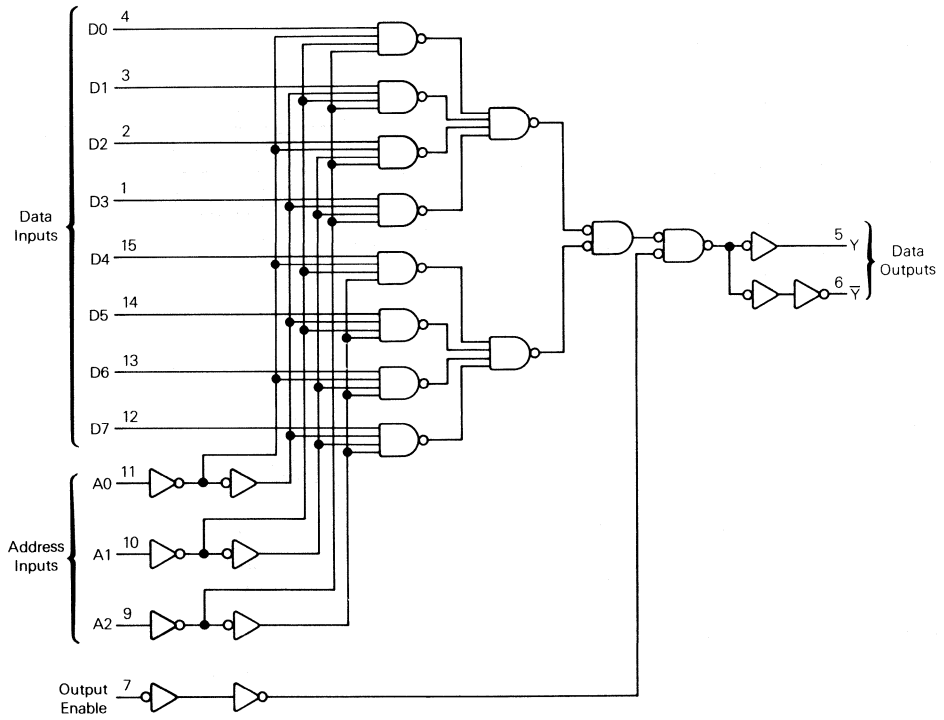 D0 4
D1 3
D2 2
D3 1
Data
Inputs
D4 15
D5 14
D6 13
D7 12
5 Y
6 Y̅
Data
Outputs
A0 11
Address
Inputs
A1 10
A2 9
Output
Enable
7